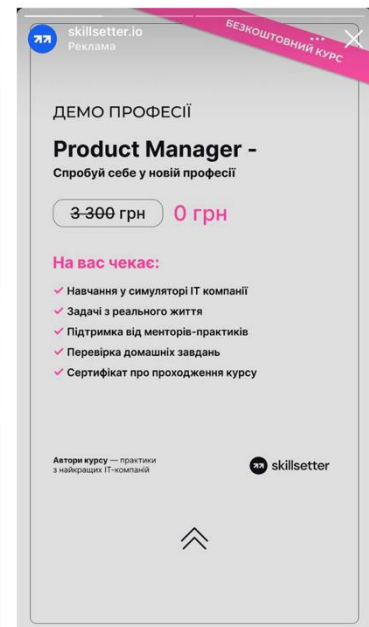 skillsetter.io
Реклама
БЕЗКОШТОВНИЙ КУРС
ДЕМО ПРОФЕСІЇ
Product Manager -
Спробуй себе у новій професії
3 300 грн 0 грн
На вас чекає:
Навчання у симуляторі IT компанії
Задачі з реального життя
Підтримка від менторів-практиків
Перевірка домашніх завдань
Сертифікат про проходження курсу
Автори курсу — практики
з найкращих IT-компаній
skillsetter